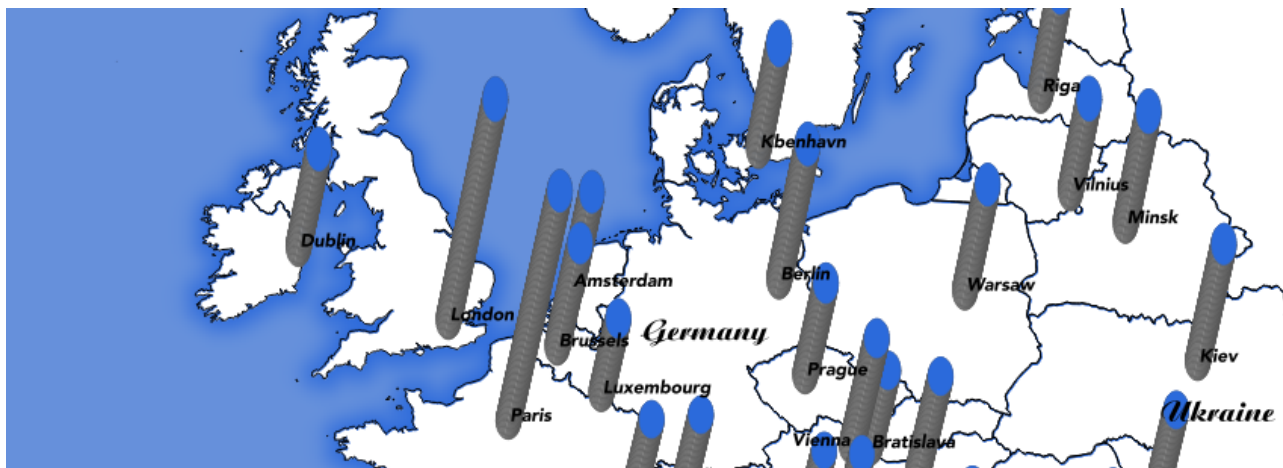 Riga
Kbenhavn
Vilnius
Minsk
Dublin
Berlin
Amsterdam
Warsaw
London
Germany
Brussels
Kiev
Prague
Luxembourg
Paris
Ukraine
Vienna
Bratislava